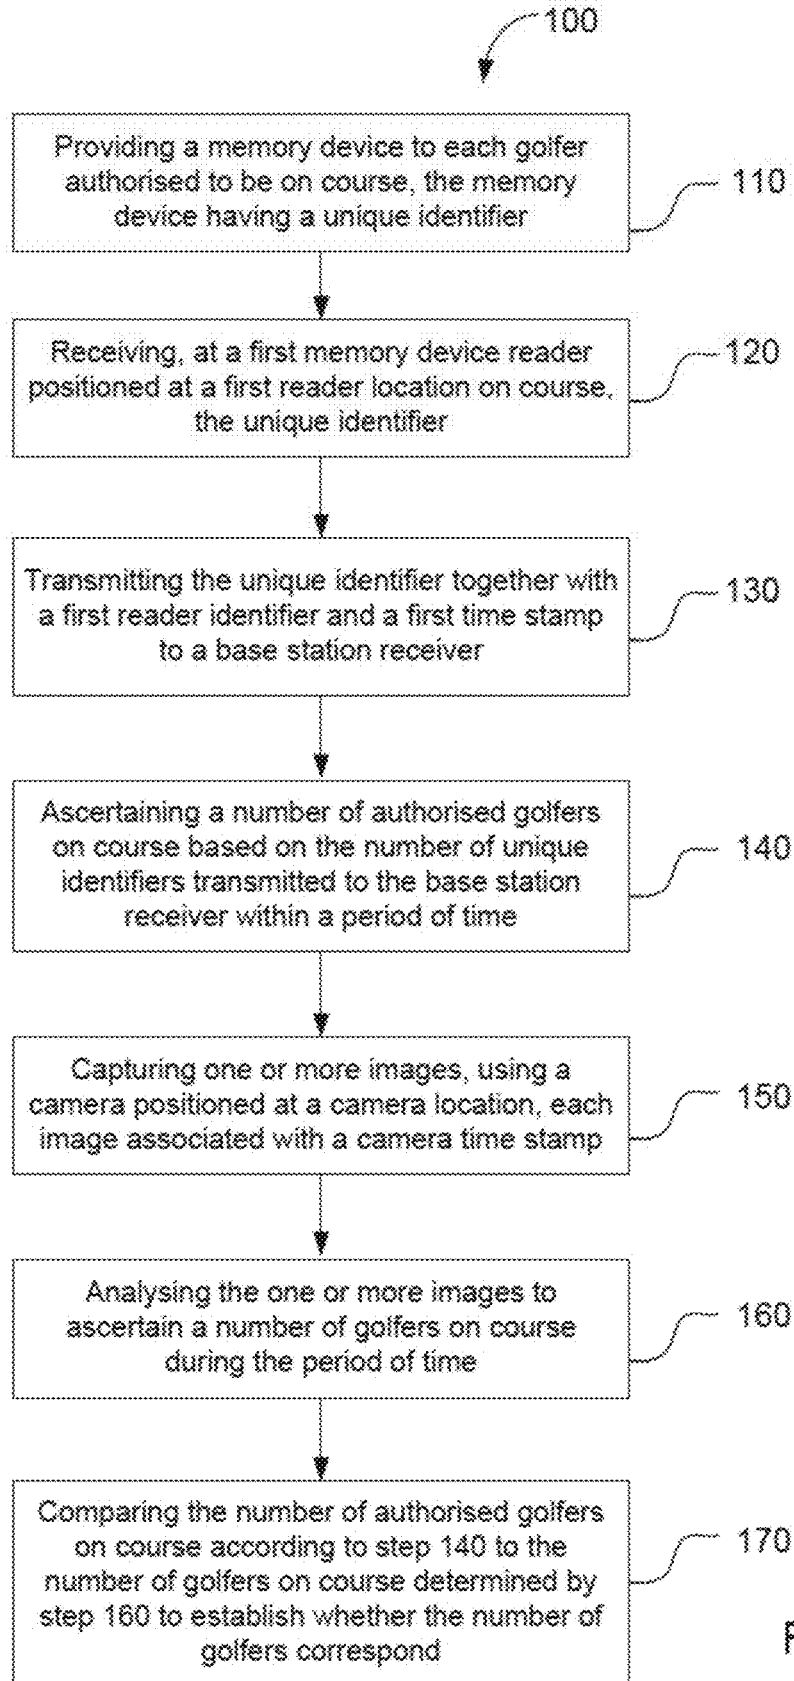 100
Providing a memory device to each golfer
authorised to be on course, the memory
device having a unique identifier
110
Receiving, at a first memory device reader
positioned at a first reader location on course,
the unique identifier
120
Transmitting the unique identifier together with
a first reader identifier and a first time stamp
to a base station receiver
130
Ascertaining a number of authorised golfers
on course based on the number of unique
identifiers transmitted to the base station
receiver within a period of time
140
Capturing one or more images, using a
camera positioned at a camera location, each
image associated with a camera time stamp
150
Analysing the one or more images to
ascertain a number of golfers on course
during the period of time
160
Comparing the number of authorised golfers
on course according to step 140 to the
number of golfers on course determined by
step 160 to establish whether the number of
golfers correspond
170